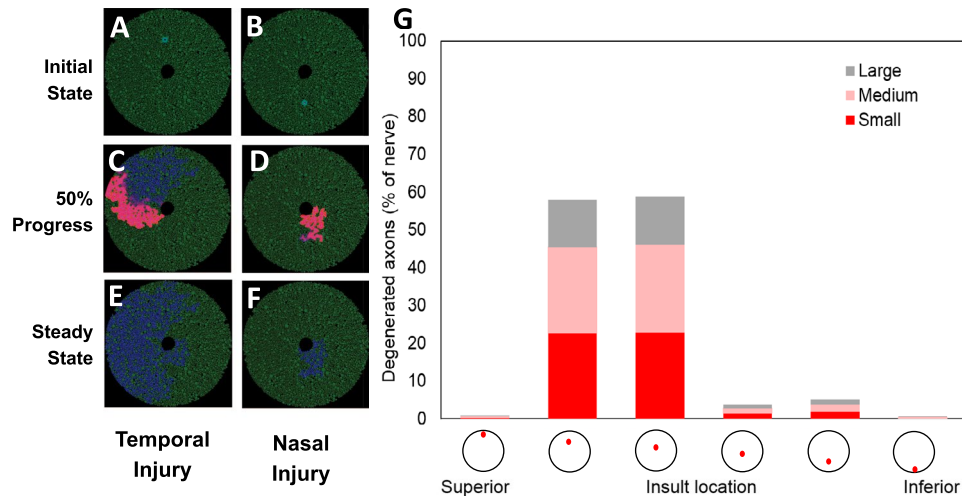 A
B
G
Initial
State
C
D
50%
Progress
E
F
Steady
State
Temporal
Injury
Nasal
Injury
100
90
80
70
60
50
40
30
20
10
0
Degenerated axons (% of nerve)
Large
Medium
Small
Superior
Insult location
Inferior